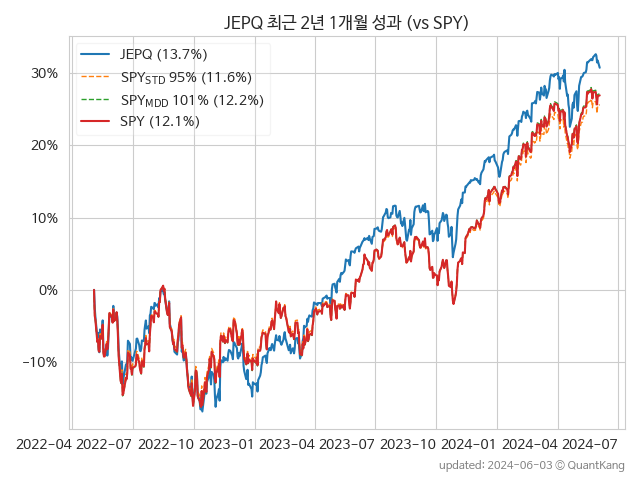 JEPQ 최근 2년 1개월 성과 (vs SPY)
JEPQ (13.7%)
SPY_STD 95% (11.6%)
SPY_MDD 101% (12.2%)
SPY (12.1%)
30%
20%
10%
0%
−10%
2022-04 2022-07 2022-10 2023-01 2023-04 2023-07 2023-10 2024-01 2024-04 2024-07
updated: 2024-06-03 © QuantKang